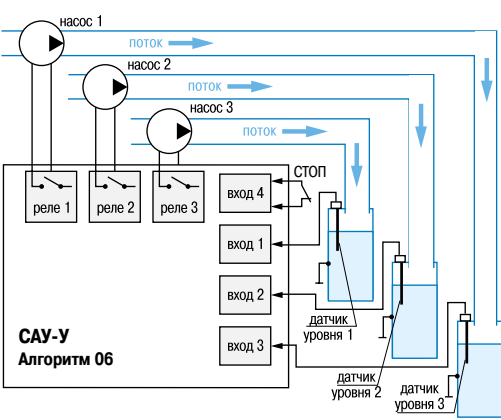 насос 1
поток
насос 2
поток
насос 3
поток
СТОП
реле 1
реле 2
реле 3
вход 4
вход 1
вход 2
вход 3
САУ-У
Алгоритм 06
датчик
уровня 1
датчик
уровня 2
датчик
уровня 3